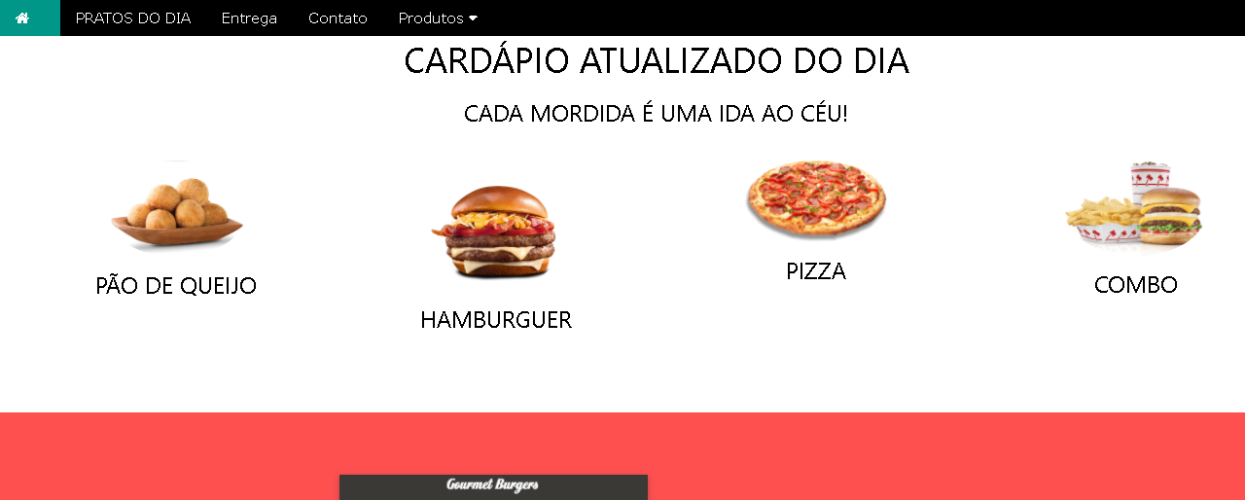 PRATOS DO DIA Entrega Contato Produtos
CARDÁPIO ATUALIZADO DO DIA
CADA MORDIDA É UMA IDA AO CÉU!
PÃO DE QUEIJO
HAMBURGUER
PIZZA
COMBO
Gourmet Burgers